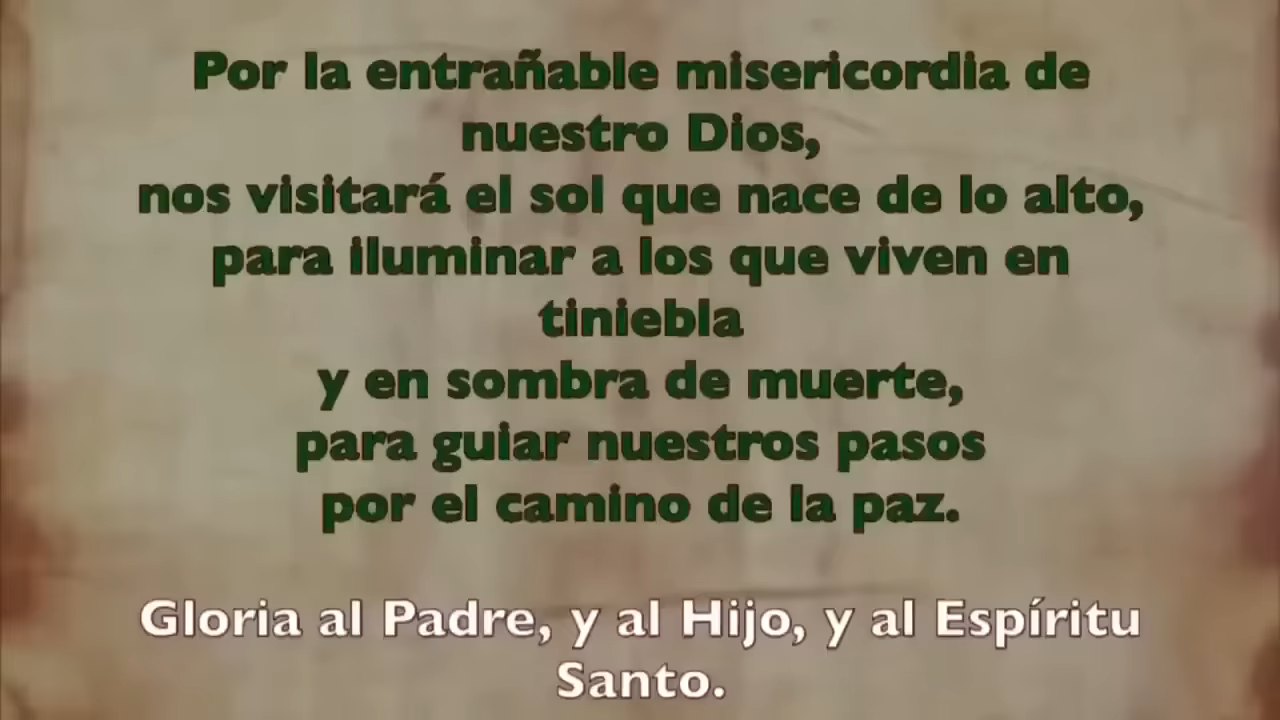 Por la entrañable misericordia de
nuestro Dios,
nos visitará el sol que nace de lo alto,
para iluminar a los que viven en
tiniebla
y en sombra de muerte,
para guiar nuestros pasos
por el camino de la paz.
Gloria al Padre, y al Hijo, y al Espíritu
Santo.